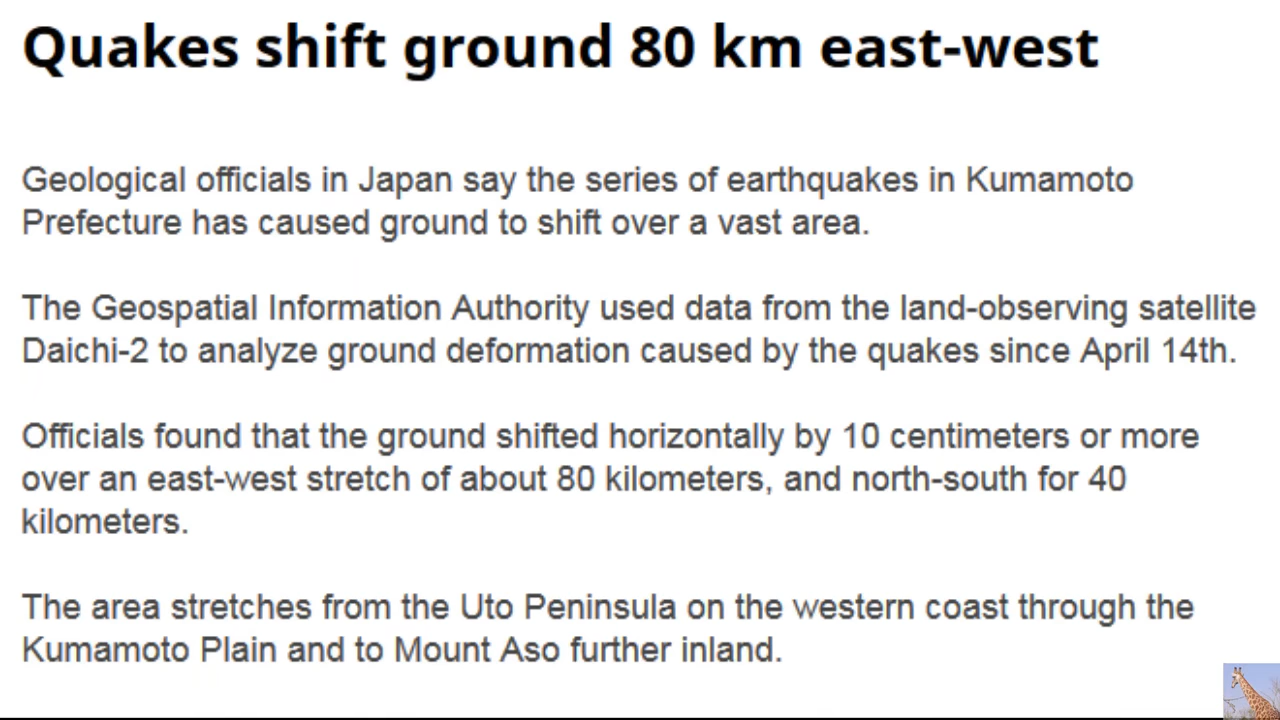 Quakes shift ground 80 km east-west
Geological officials in Japan say the series of earthquakes in Kumamoto
Prefecture has caused ground to shift over a vast area.
The Geospatial Information Authority used data from the land-observing satellite
Daichi-2 to analyze ground deformation caused by the quakes since April 14th.
Officials found that the ground shifted horizontally by 10 centimeters or more
over an east-west stretch of about 80 kilometers, and north-south for 40
kilometers.
The area stretches from the Uto Peninsula on the western coast through the
Kumamoto Plain and to Mount Aso further inland.